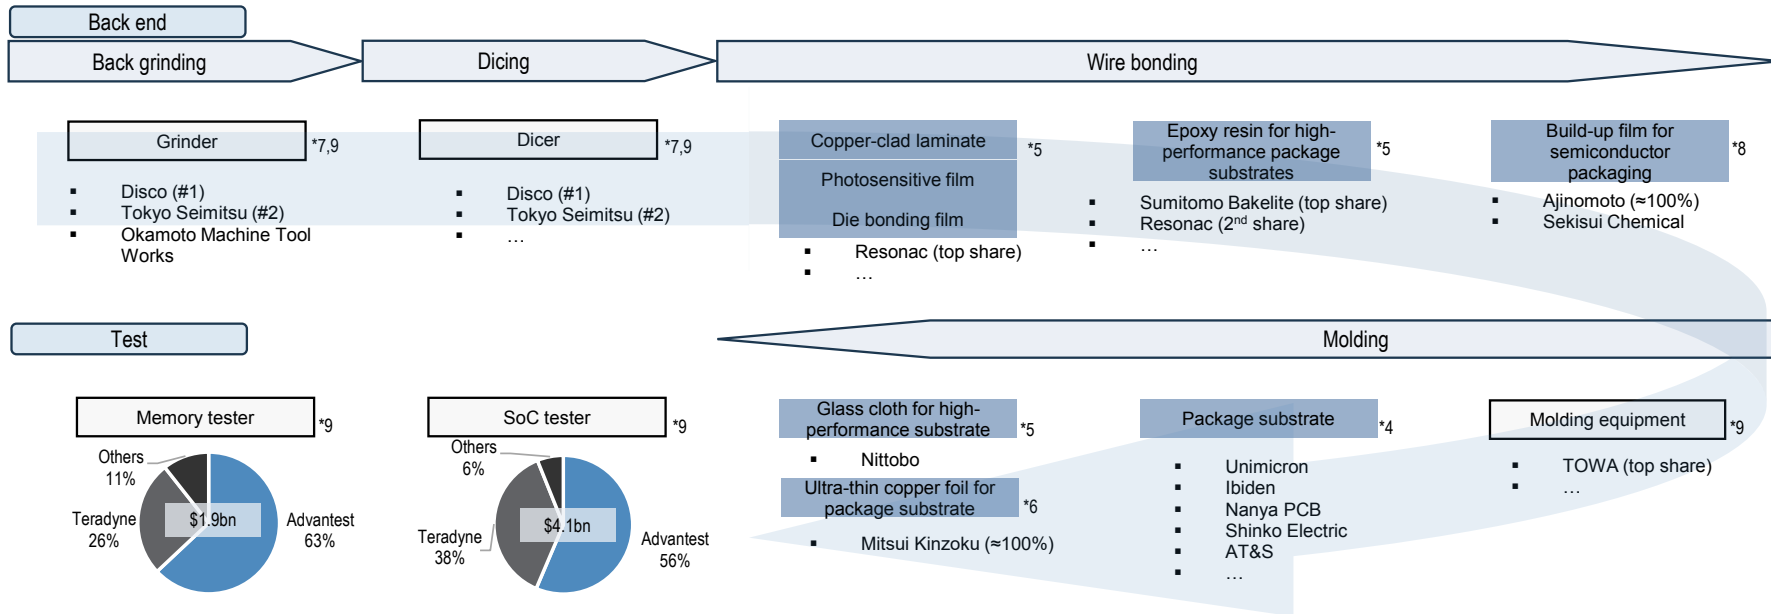 Back end
Back grinding
Dicing
Wire bonding
Grinder
*7,9
▪ Disco (#1)
▪ Tokyo Seimitsu (#2)
▪ Okamoto Machine Tool
Works
Dicer
*7,9
▪ Disco (#1)
▪ Tokyo Seimitsu (#2)
▪ …
Copper-clad laminate
*5
Photosensitive film
Die bonding film
▪ Resonac (top share)
▪ …
Epoxy resin for high-
performance package
substrates
*5
▪ Sumitomo Bakelite (top share)
▪ Resonac (2nd share)
▪ …
Build-up film for
semiconductor
packaging
*8
▪ Ajinomoto (≈100%)
▪ Sekisui Chemical
Test
Molding
Memory tester
*9
Others
11%
Teradyne
26%
$1.9bn
Advantest
63%
SoC tester
*9
Others
6%
Teradyne
38%
$4.1bn
Advantest
56%
Glass cloth for high-
performance substrate
*5
▪ Nittobo
Ultra-thin copper foil for
package substrate
*6
▪ Mitsui Kinzoku (≈100%)
Package substrate
*4
▪ Unimicron
▪ Ibiden
▪ Nanya PCB
▪ Shinko Electric
▪ AT&S
▪ …
Molding equipment
*9
▪ TOWA (top share)
▪ …